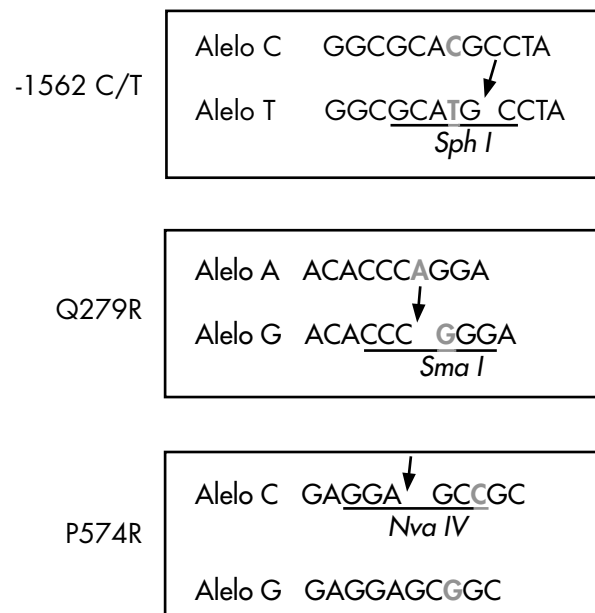 -1562 C/T
Alelo C GGCGCACGCCTA
Alelo T GGCGCATG CCTA
Sph I
Q279R
Alelo A ACACCCAGGA
Alelo G ACACCC GGGA
Sma I
P574R
Alelo C GAGGA GCCGC
Nva IV
Alelo G GAGGAGCGGC